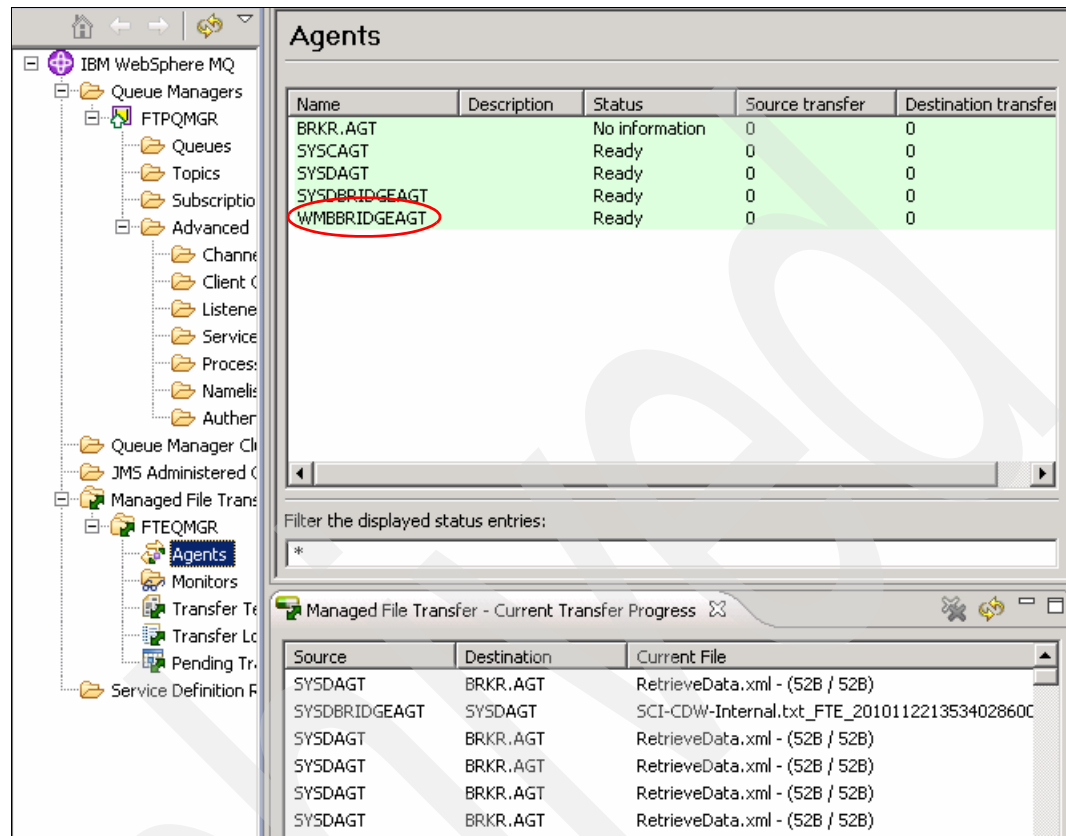 IBM WebSphere MQ
Queue Managers
FTPQMGR
Queues
Topics
Subscriptio
Advanced
Channe
Client C
Listene
Service
Process
Namelis
Authen
Queue Manager Clu
JMS Administered O
Managed File Trans
FTEQMGR
Agents
Monitors
Transfer Te
Transfer Lo
Pending Tra
Service Definition R
Agents
Name Description Status Source transfer Destination transfer
BRKR.AGT No information 0 0
SYSCAGT Ready 0 0
SYSDAGT Ready 0 0
SYSDBRIDGEAGT Ready 0 0
WMBBRIDGEAGT Ready 0 0
Filter the displayed status entries:
*
Managed File Transfer - Current Transfer Progress
Source Destination Current File
SYSDAGT BRKR.AGT RetrieveData.xml - (52B / 52B)
SYSDBRIDGEAGT SYSDAGT SCI-CDW-Internal.txt_FTE_2010112213534028600
SYSDAGT BRKR.AGT RetrieveData.xml - (52B / 52B)
SYSDAGT BRKR.AGT RetrieveData.xml - (52B / 52B)
SYSDAGT BRKR.AGT RetrieveData.xml - (52B / 52B)
SYSDAGT BRKR.AGT RetrieveData.xml - (52B / 52B)